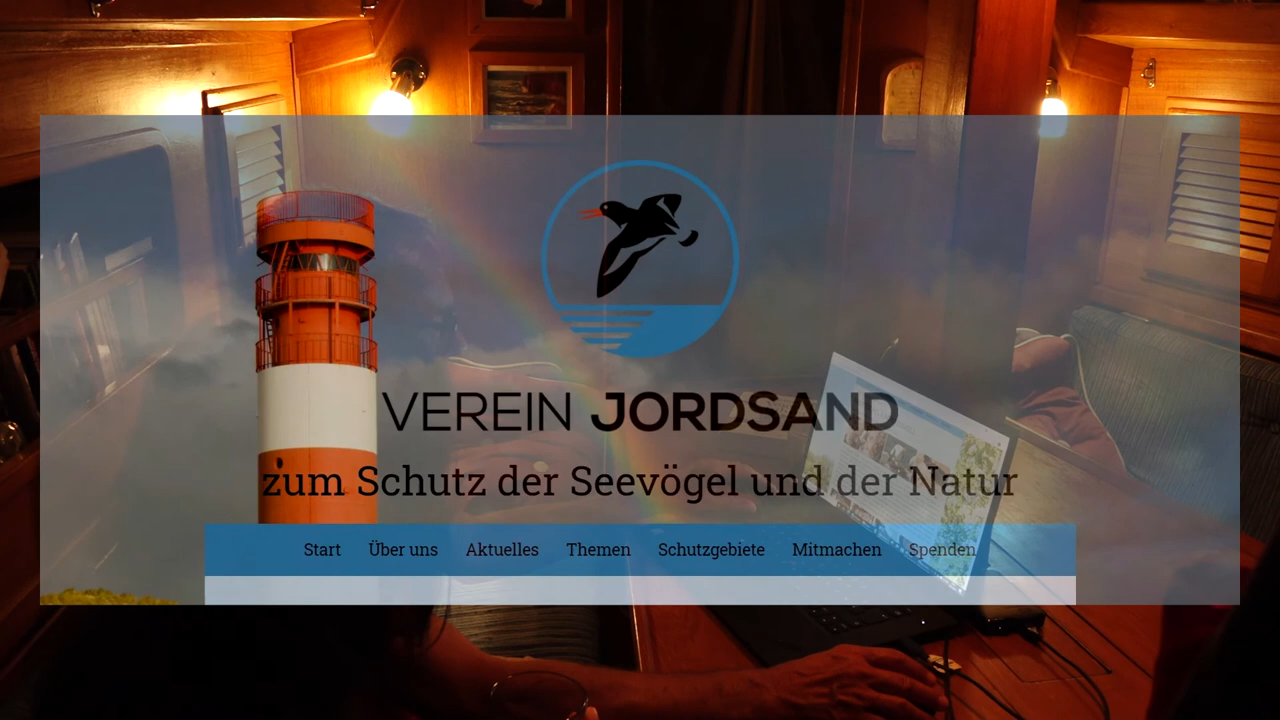 VEREIN JORDSAND
zum Schutz der Seevögel und der Natur
Start Über uns Aktuelles Themen Schutzgebiete Mitmachen Spenden